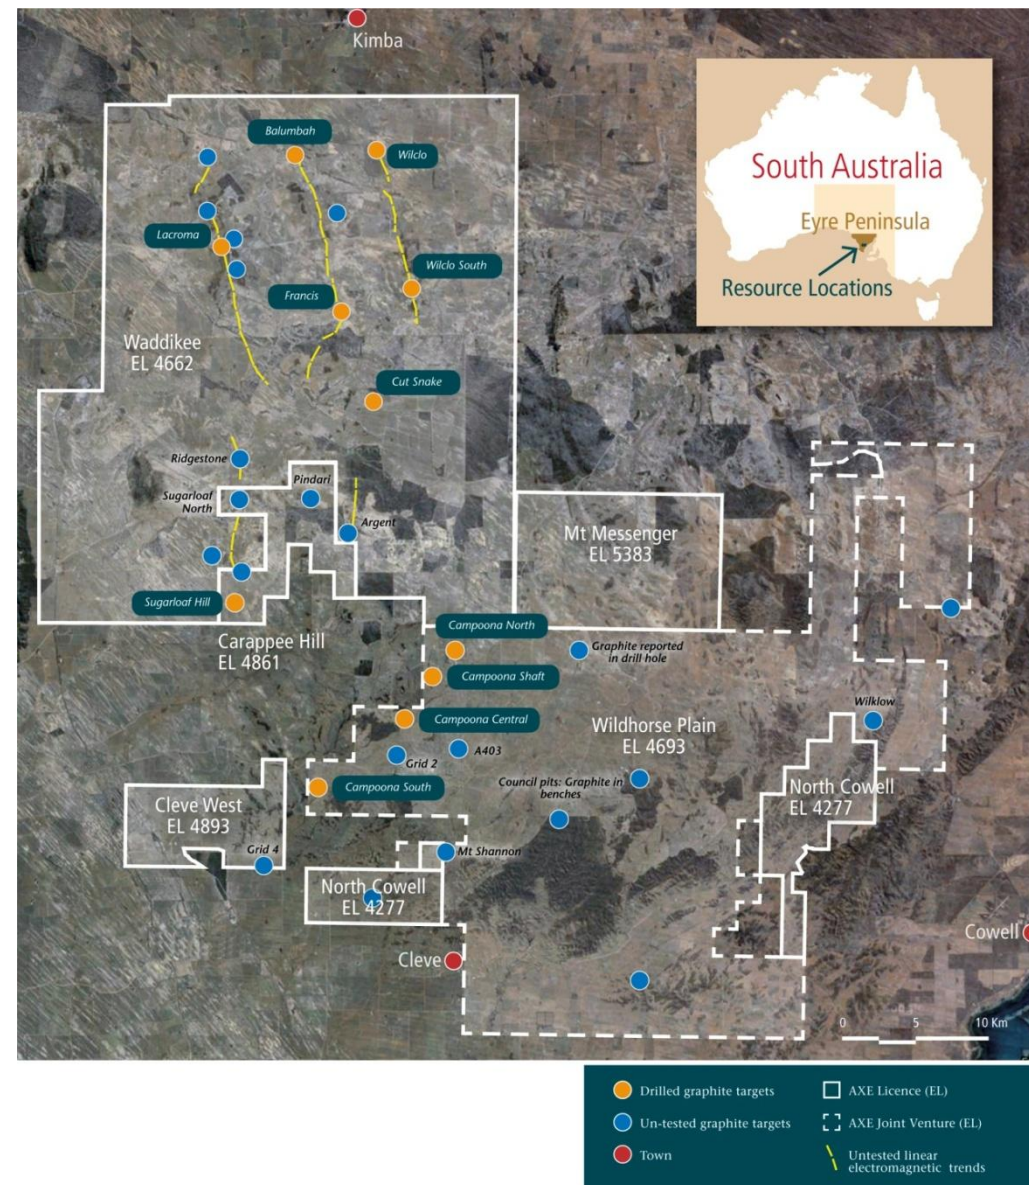 Kimba
Balumbah
Wilclo
South Australia
Eyre Peninsula
Resource Locations
Lacroma
Wilclo South
Francis
Waddikee
EL 4662
Cut Snake
Ridgestone
Pindari
Sugarloaf
North
Argent
Mt Messenger
EL 5383
Sugarloaf Hill
Carappee Hill
EL 4861
Campoona North
Graphite reported
in drill hole
Campoona Shaft
Wilklow
Campoona Central
Wildhorse Plain
EL 4693
A403
Grid 2
Council pits: Graphite in
benches
Campoona South
North Cowell
EL 4277
Cleve West
EL 4893
Grid 4
Mt Shannon
North Cowell
EL 4277
Cowell
Cleve
0 5 10 Km
Drilled graphite targets
AXE Licence (EL)
Un-tested graphite targets
AXE Joint Venture (EL)
Town
Untested linear
electromagnetic trends